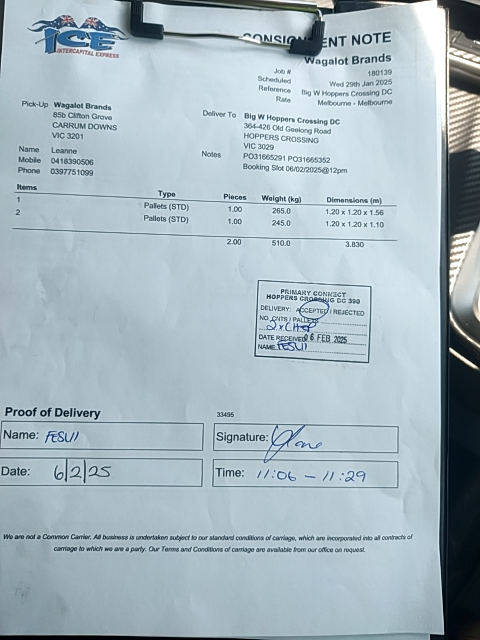 ICE
INTERCAPITAL EXPRESS
CONSIGNMENT NOTE
Wagalot Brands
Job # 180139
Scheduled Wed 29th Jan 2025
Reference Big W Hoppers Crossing DC
Rate Melbourne - Melbourne
Pick-Up Wagalot Brands
85b Clifton Grove
CARRUM DOWNS
VIC 3201
Name Leanne
Mobile 0418390506
Phone 0397751099
Deliver To Big W Hoppers Crossing DC
364-426 Old Geelong Road
HOPPERS CROSSING
VIC 3029
Notes PO31665291 PO31665352
Booking Slot 06/02/2025@12pm
Items Type Pieces Weight (kg) Dimensions (m)
1 Pallets (STD) 1.00 265.0 1.20 x 1.20 x 1.56
2 Pallets (STD) 1.00 245.0 1.20 x 1.20 x 1.10
2.00 510.0 3.830
PRIMARY CONNECT
HOPPERS CROSSING DC 390
DELIVERY: ACCEPTED / REJECTED
NO. CNTS / PALLETS
2 x CHEP
DATE RECEIVED 06 FEB 2025
NAME FESUI
Proof of Delivery
33495
Name: FESUI
Signature:
Date: 6/2/25
Time: 11:06 - 11:29
We are not a Common Carrier. All business is undertaken subject to our standard conditions of carriage, which are incorporated into all contracts of
carriage to which we are a party. Our Terms and Conditions of carriage are available from our office on request.